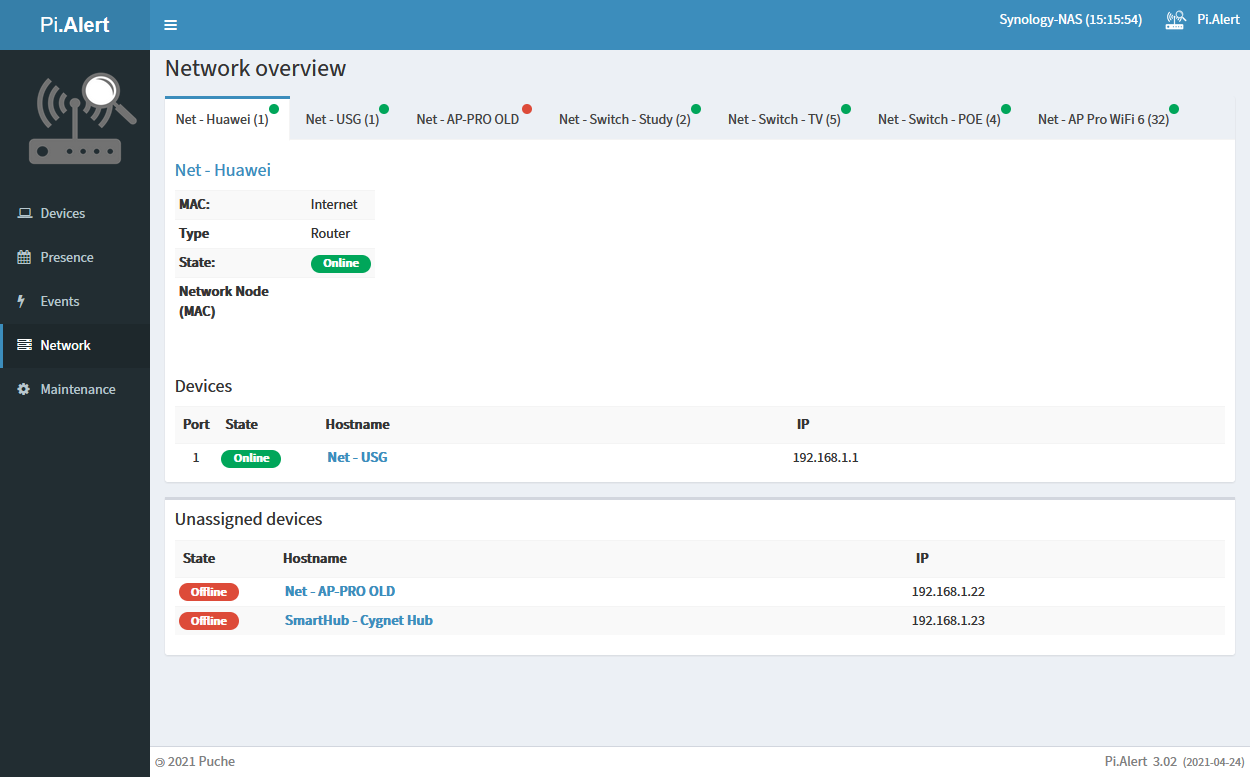 Pi.Alert
Synology-NAS (15:15:54) Pi.Alert
Network overview
Net - Huawei (1) Net - USG (1) Net - AP-PRO OLD Net - Switch - Study (2) Net - Switch - TV (5) Net - Switch - POE (4) Net - AP Pro WiFi 6 (32)
Devices
Presence
Events
Network
Maintenance
Net - Huawei
MAC: Internet
Type Router
State: Online
Network Node
(MAC)
Devices
Port State Hostname IP
1 Online Net - USG 192.168.1.1
Unassigned devices
State Hostname IP
Offline Net - AP-PRO OLD 192.168.1.22
Offline SmartHub - Cygnet Hub 192.168.1.23
© 2021 Puche Pi.Alert 3.02 (2021-04-24)